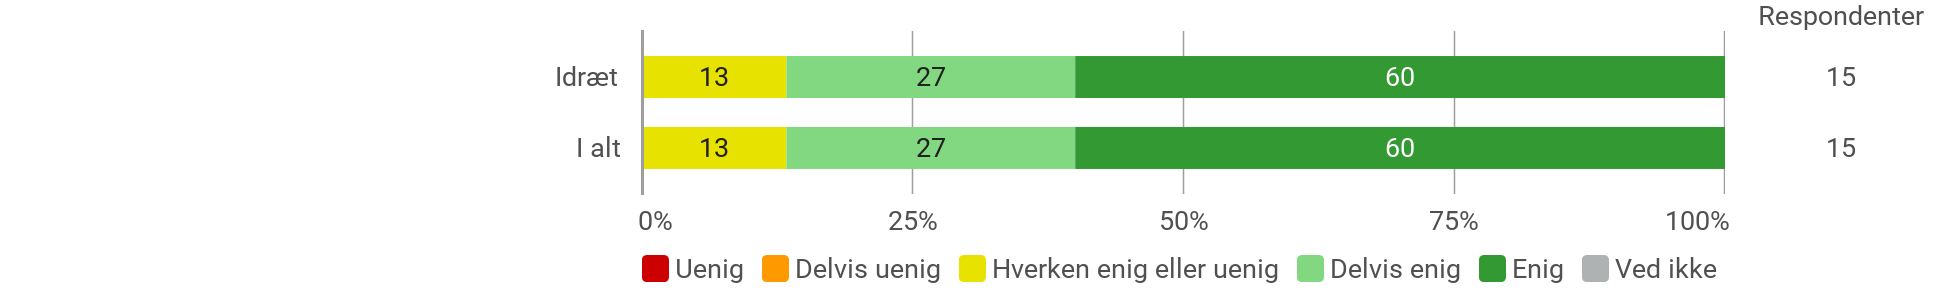 Respondenter
Idræt 13 27 60 15
I alt 13 27 60 15
0% 25% 50% 75% 100%
Uenig Delvis uenig Hverken enig eller uenig Delvis enig Enig Ved ikke